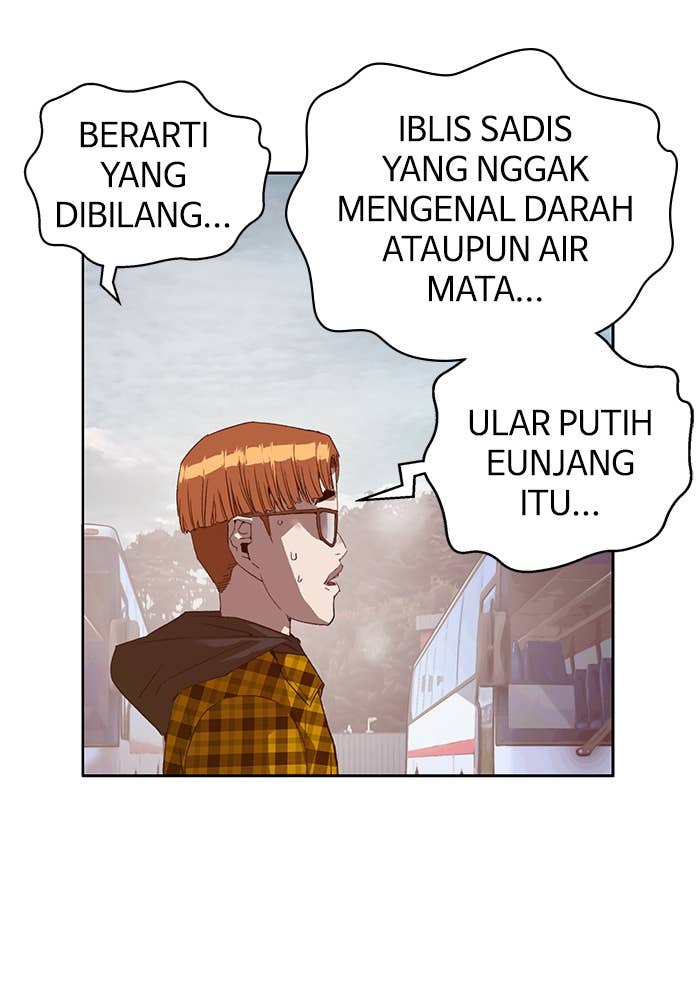 BERARTI
YANG
DIBILANG...
IBLIS SADIS
YANG NGGAK
MENGENAL DARAH
ATAUPUN AIR
MATA...
ULAR PUTIH
EUNJANG
ITU...